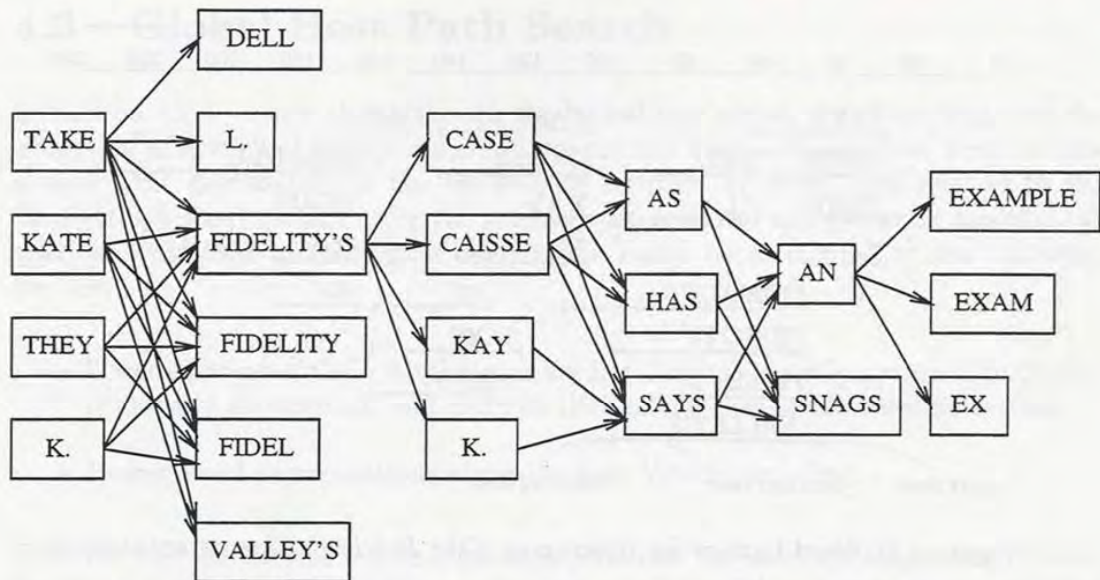 DELL
TAKE L. CASE
AS EXAMPLE
KATE FIDELITY'S CAISSE
AN
HAS EXAM
THEY FIDELITY KAY
SAYS SNAGS EX
K. FIDEL K.
VALLEY'S